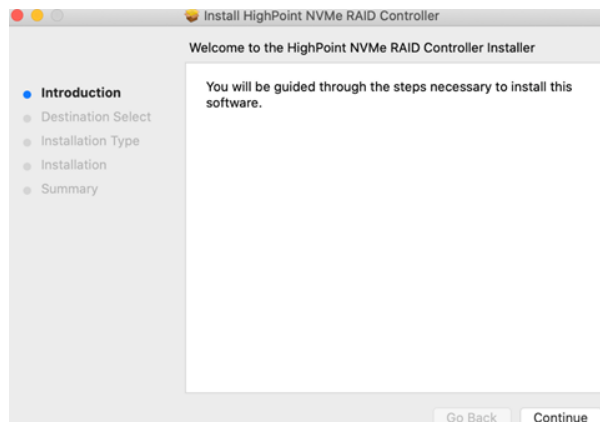 Install HighPoint NVMe RAID Controller
Welcome to the HighPoint NVMe RAID Controller Installer
Introduction
Destination Select
Installation Type
Installation
Summary
You will be guided through the steps necessary to install this
software.
Go Back
Continue